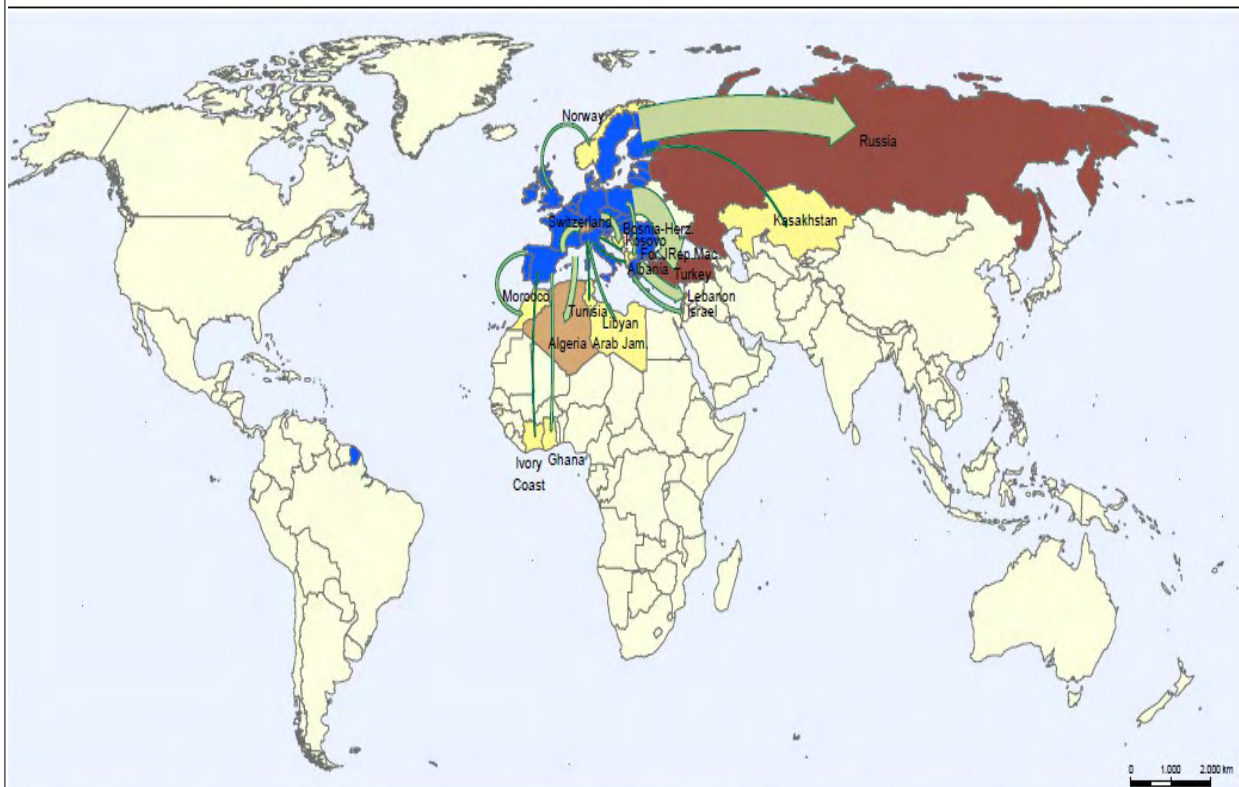 Norway
Russia
Switzerland
Kasakhstan
Bosnia-Herz.
Kosovo
For.J.Rep.Mac.
Albania
Turkey
Morocco
Tunisia
Lebanon
Israel
Libyan
Arab Jam.
Algeria
Ivory
Coast
Ghana
0 1.000 2.000 km